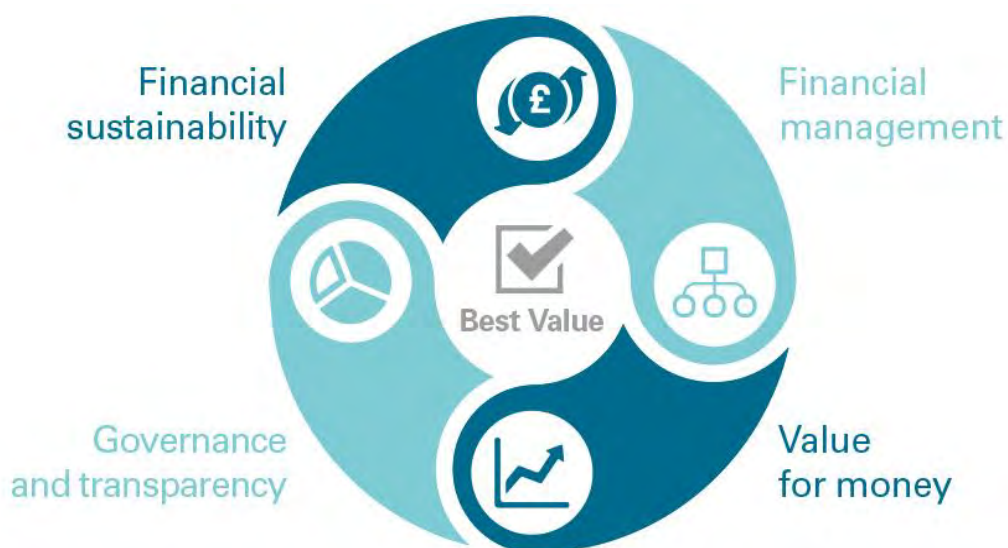 Financial
sustainability
Financial
management
£
Best Value
Governance
and transparency
Value
for money